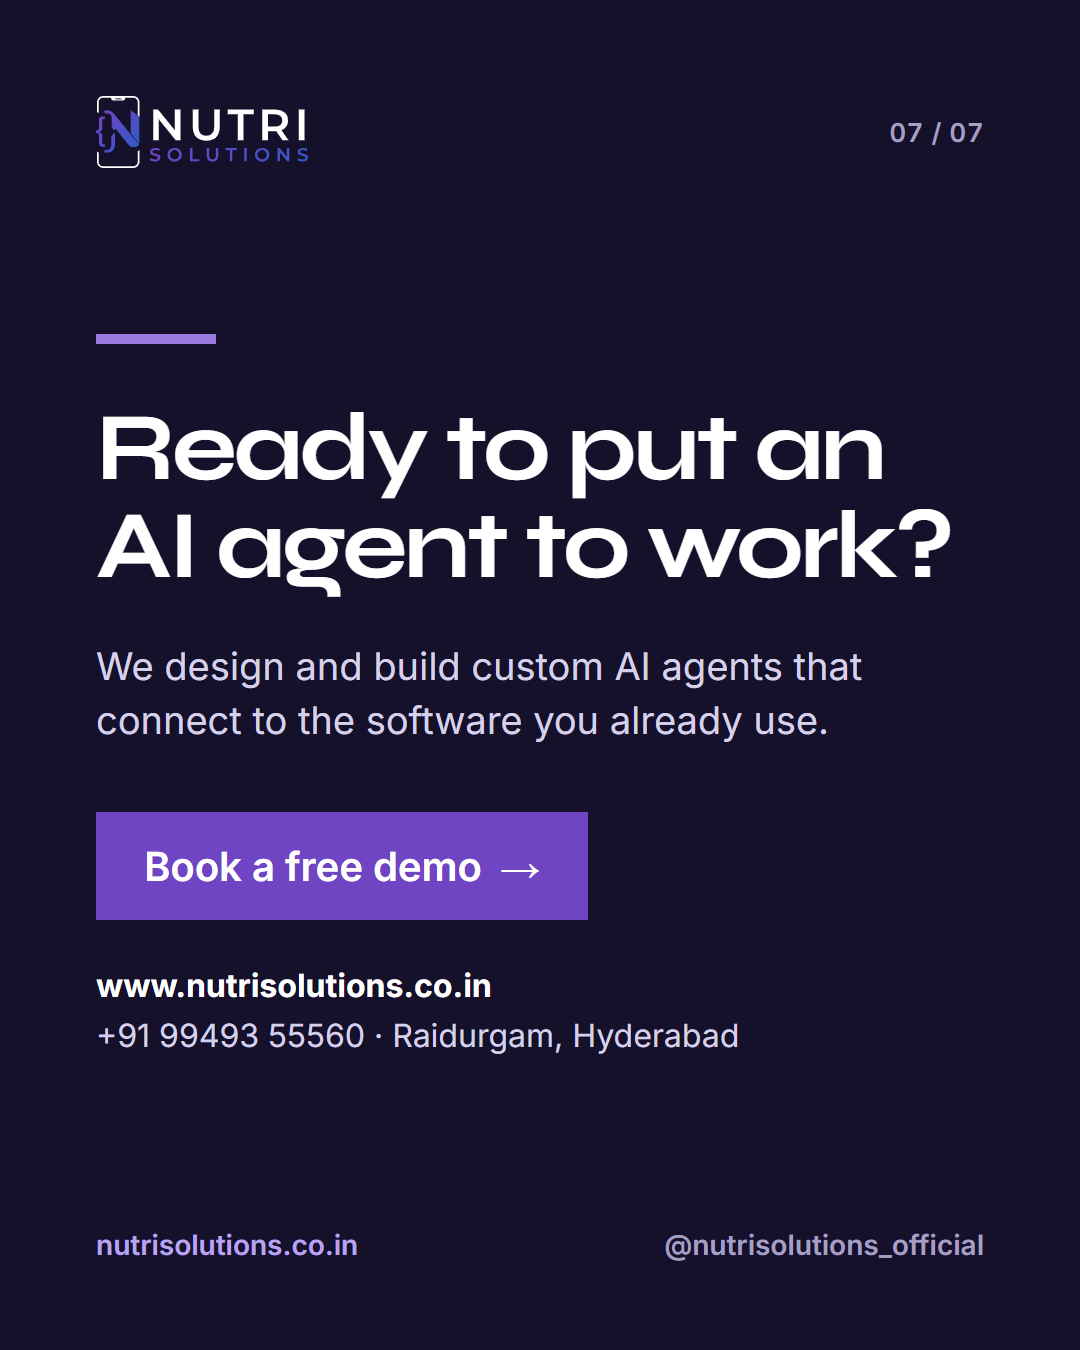 NUTRI
SOLUTIONS
07 / 07
Ready to put an
AI agent to work?
We design and build custom AI agents that
connect to the software you already use.
Book a free demo →
www.nutrisolutions.co.in
+91 99493 55560 · Raidurgam, Hyderabad
nutrisolutions.co.in
@nutrisolutions_official